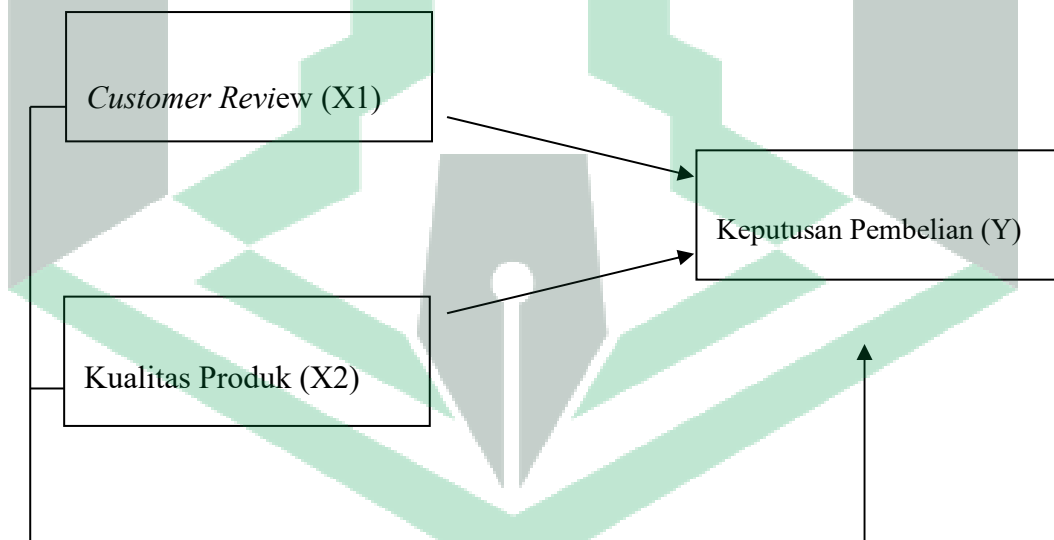 Customer Review (X1)
Keputusan Pembelian (Y)
Kualitas Produk (X2)